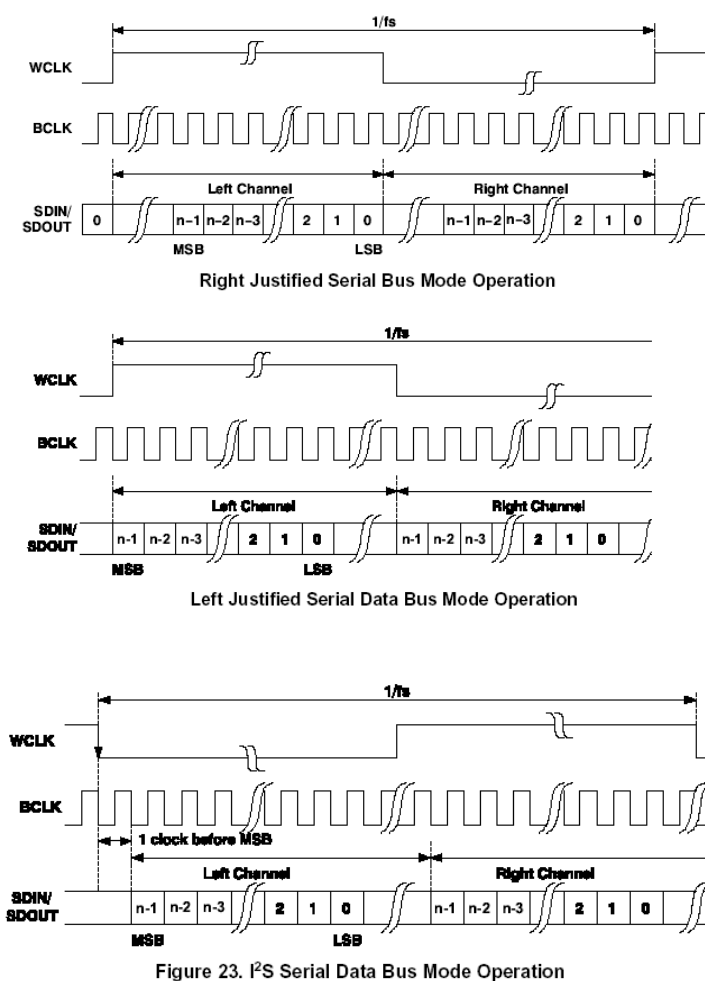 1/fs
WCLK
BCLK
Left Channel Right Channel
SDIN/
SDOUT
0 n−1 n−2 n−3 2 1 0 n−1 n−2 n−3 2 1 0
MSB LSB
Right Justified Serial Bus Mode Operation
1/fs
WCLK
BCLK
Left Channel Right Channel
SDIN/
SDOUT
n-1 n-2 n-3 2 1 0 n-1 n-2 n-3 2 1 0
MSB LSB
Left Justified Serial Data Bus Mode Operation
1/fs
WCLK
BCLK
1 clock before MSB
Left Channel Right Channel
SDIN/
SDOUT
n-1 n-2 n-3 2 1 0 n-1 n-2 n-3 2 1 0
MSB LSB
Figure 23. I²S Serial Data Bus Mode Operation